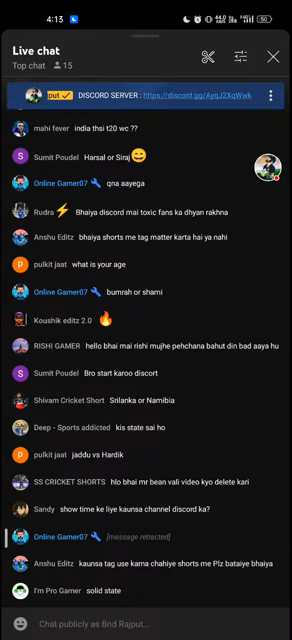 4:13
44.0
50
Live chat
Top chat 15
put DISCORD SERVER : https://discord.gg/AyqJ2XqWwk
mahi fever india thsi t20 wc ??
S Sumit Poudel Harsal or Siraj
Online Gamer07 qna aayega
Rudra Bhaiya discord mai toxic fans ka dhyan rakhna
Anshu Editz bhaiya shorts me tag matter karta hai ya nahi
p pulkit jaat what is your age
Online Gamer07 bumrah or shami
Koushik editz 2.0
RISHI GAMER hello bhai mai rishi mujhe pehchana bahut din bad aaya hu
S Sumit Poudel Bro start karoo discort
Shivam Cricket Short Srilanka or Namibia
Deep - Sports addicted kis state sai ho
p pulkit jaat jaddu vs Hardik
SS CRICKET SHORTS hlo bhai mr bean vali video kyo delete kari
Sandy show time ke liye kaunsa channel discord ka?
Online Gamer07 [message retracted]
Anshu Editz kaunsa tag use karna chahiye shorts me Plz bataiye bhaiya
I'm Pro Gamer solid state
Chat publicly as Bnd Rajput...